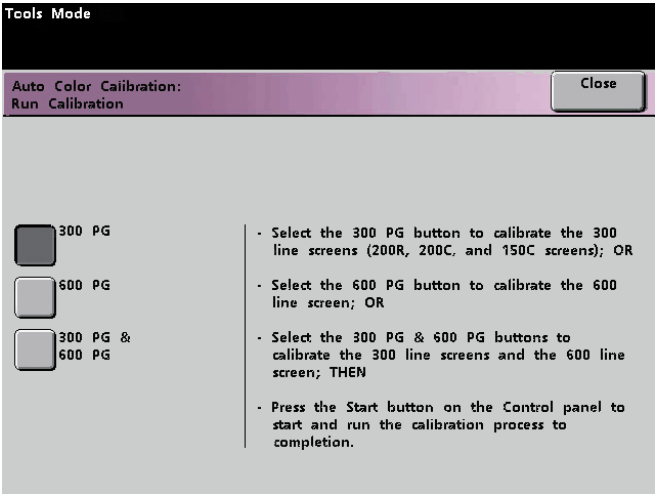 Tools Mode
Auto Color Calibration:
Run Calibration
Close
300 PG
600 PG
300 PG &
600 PG
- Select the 300 PG button to calibrate the 300
line screens (200R, 200C, and 150C screens); OR
- Select the 600 PG button to calibrate the 600
line screen; OR
- Select the 300 PG & 600 PG buttons to
calibrate the 300 line screens and the 600 line
screen; THEN
- Press the Start button on the Control panel to
start and run the calibration process to
completion.